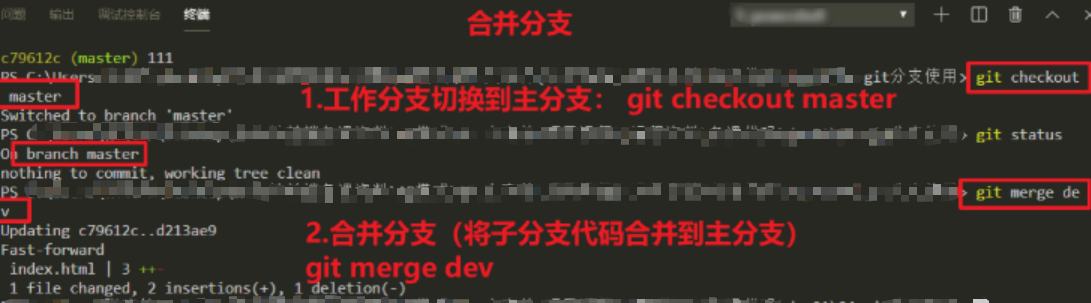 问题 输出 调试控制台 终端
合并分支
c79612c (master) 111
PS C:\Users git分支使用> git checkout
master
1.工作分支切换到主分支： git checkout master
Switched to branch 'master'
PS C > git status
On branch master
nothing to commit, working tree clean
PS > git merge de
v
Updating c79612c..d213ae9
2.合并分支（将子分支代码合并到主分支）
Fast-forward
git merge dev
index.html | 3 ++-
1 file changed, 2 insertions(+), 1 deletion(-)